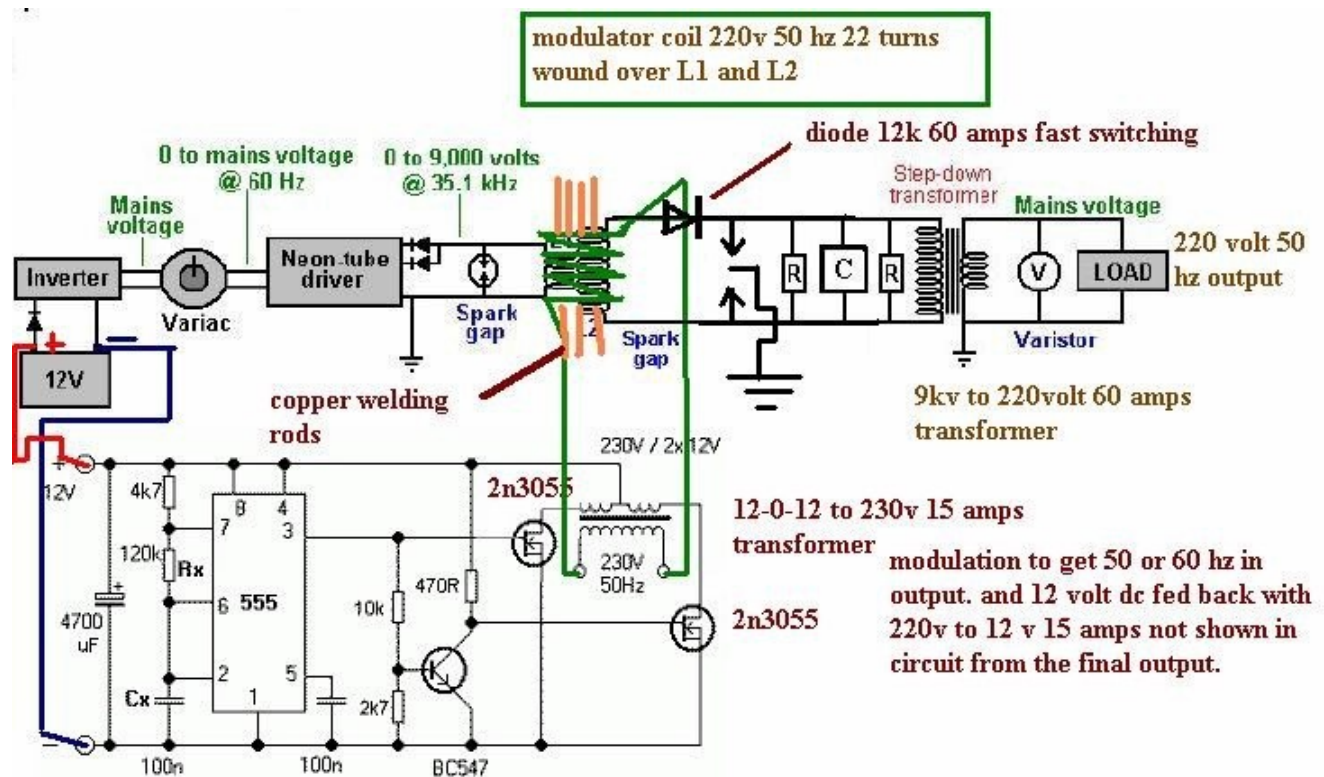 modulator coil 220v 50 hz 22 turns
wound over L1 and L2
diode 12k 60 amps fast switching
0 to mains voltage
@ 60 Hz
0 to 9,000 volts
@ 35.1 kHz
Step-down
transformer
Mains
voltage
Mains voltage
Inverter
Neon-tube
driver
220 volt 50
hz output
R
C
R
V
LOAD
Variac
Spark
gap
L2
Spark
gap
Varistor
+
12V
copper welding
rods
9kv to 220volt 60 amps
transformer
230V / 2x 12V
+
12V
4k7
8
4
2n3055
7
3
12-0-12 to 230v 15 amps
transformer
120k
Rx
230V
50Hz
modulation to get 50 or 60 hz in
output. and 12 volt dc fed back with
220v to 12 v 15 amps not shown in
circuit from the final output.
470R
6
555
10k
2n3055
+
4700
uF
2
5
Cx
1
2k7
100n
100n
BC547